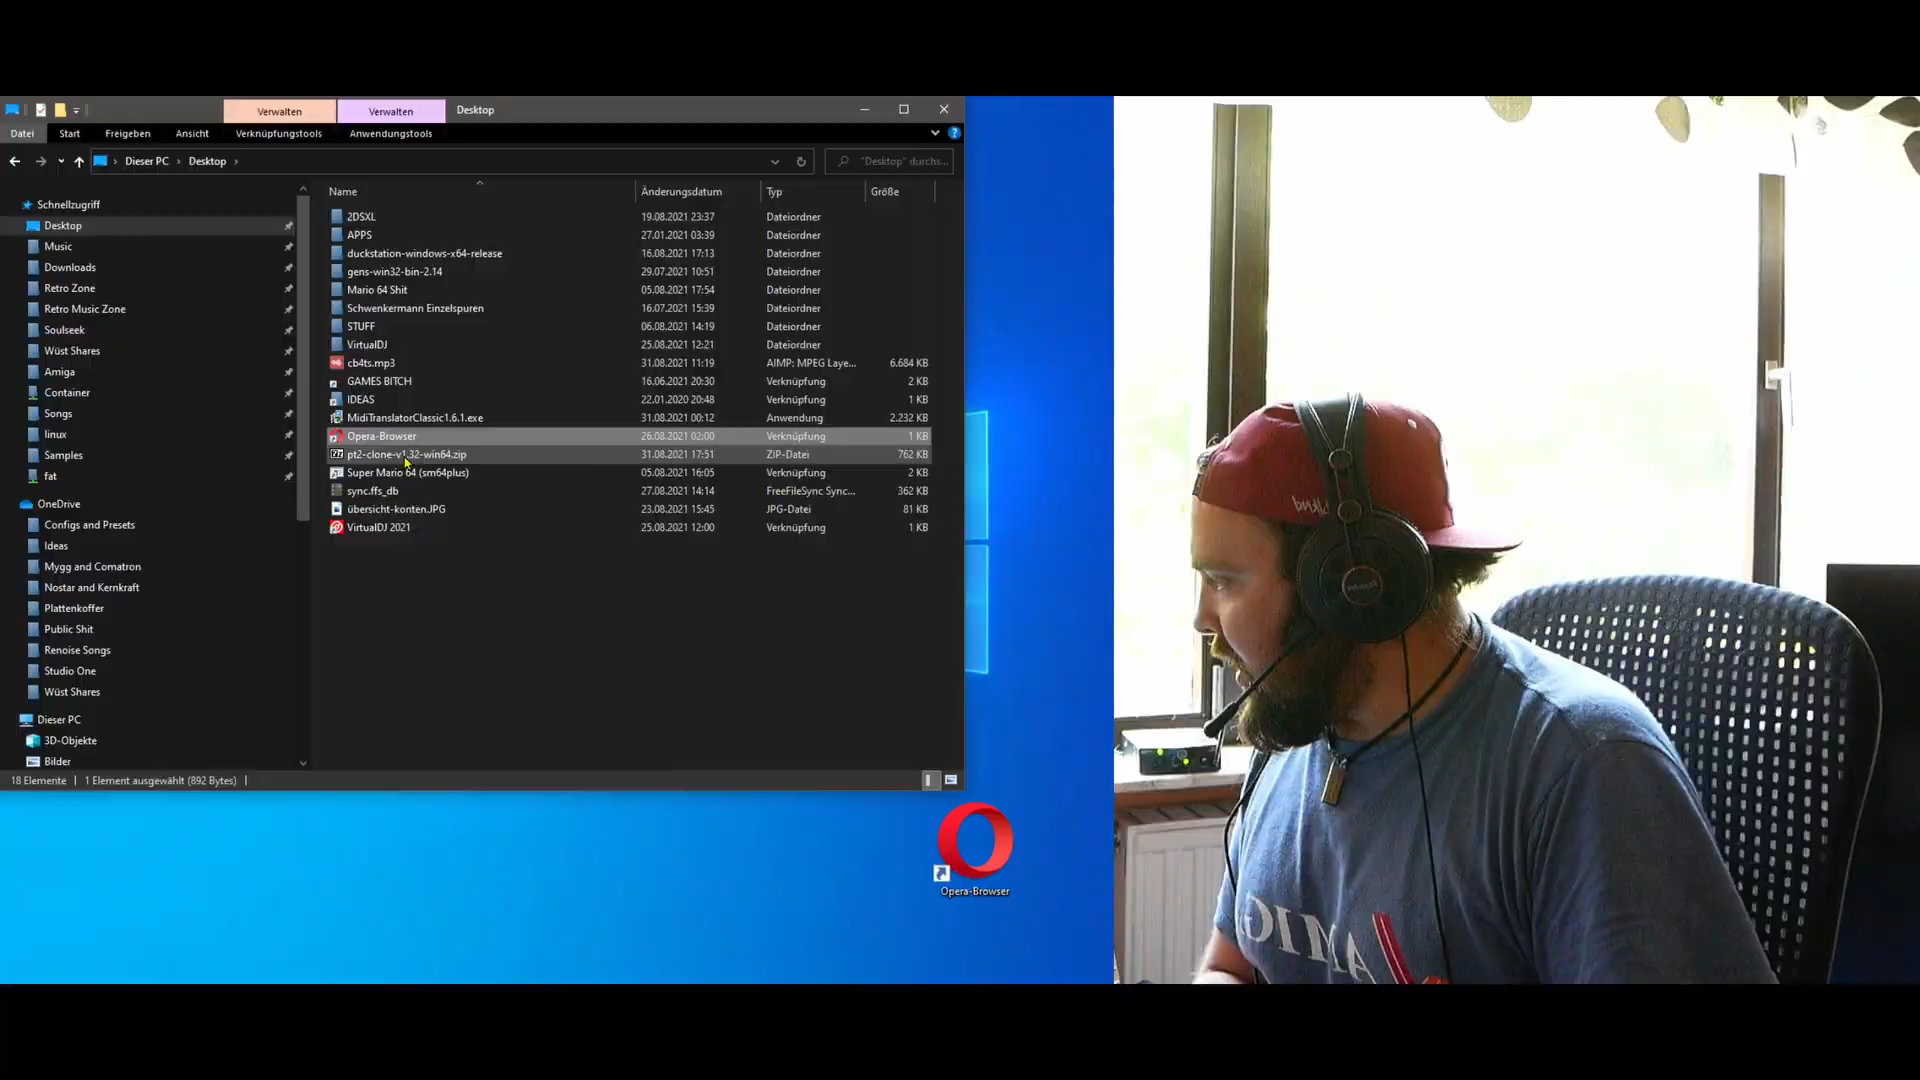 Verwalten
Verwalten
Desktop
Datei
Start
Freigeben
Ansicht
Verknüpfungstools
Anwendungstools
Dieser PC
Desktop
"Desktop" durchs...
Name
Änderungsdatum
Typ
Größe
Schnellzugriff
Desktop
Music
Downloads
Retro Zone
Retro Music Zone
Soulseek
Wüst Shares
Amiga
Container
Songs
linux
Samples
fat
OneDrive
Configs and Presets
Ideas
Mygg and Comatron
Nostar and Kernkraft
Plattenkoffer
Public Shit
Renoise Songs
Studio One
Wüst Shares
Dieser PC
3D-Objekte
Bilder
2DSXL 19.08.2021 23:37 Dateiordner
APPS 27.01.2021 03:39 Dateiordner
duckstation-windows-x64-release 16.08.2021 17:13 Dateiordner
gens-win32-bin-2.14 29.07.2021 10:51 Dateiordner
Mario 64 Shit 05.08.2021 17:54 Dateiordner
Schwenkermann Einzelspuren 16.07.2021 15:39 Dateiordner
STUFF 06.08.2021 14:19 Dateiordner
VirtualDJ 25.08.2021 12:21 Dateiordner
cb4ts.mp3 31.08.2021 11:19 AIMP: MPEG Laye... 6.684 KB
GAMES BITCH 16.06.2021 20:30 Verknüpfung 2 KB
IDEAS 22.01.2020 20:48 Verknüpfung 1 KB
MidiTranslatorClassic1.6.1.exe 31.08.2021 00:12 Anwendung 2.232 KB
Opera-Browser 26.08.2021 02:00 Verknüpfung 1 KB
pt2-clone-v1.32-win64.zip 31.08.2021 17:51 ZIP-Datei 762 KB
Super Mario 64 (sm64plus) 05.08.2021 16:05 Verknüpfung 2 KB
sync.ffs_db 27.08.2021 14:14 FreeFileSync Sync... 362 KB
übersicht-konten.JPG 23.08.2021 15:45 JPG-Datei 81 KB
VirtualDJ 2021 25.08.2021 12:00 Verknüpfung 1 KB
18 Elemente
1 Element ausgewählt (892 Bytes)
Opera-Browser
AMIG